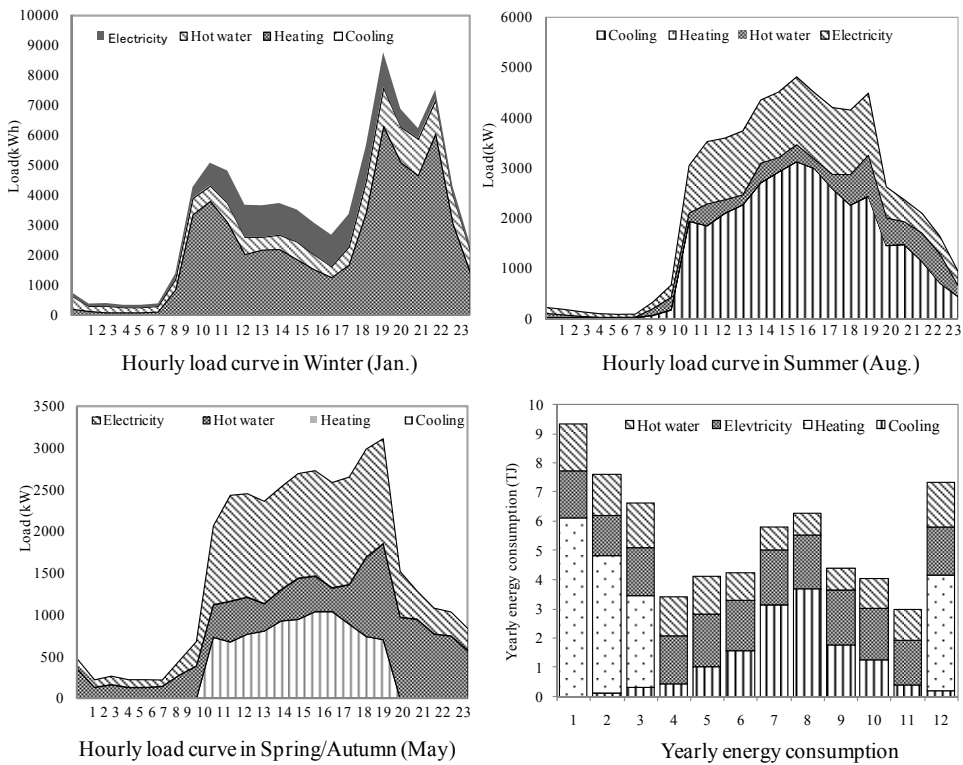 Electricity Hot water Heating Cooling
Load(kWh)
10000
9000
8000
7000
6000
5000
4000
3000
2000
1000
0
1 2 3 4 5 6 7 8 9 10 11 12 13 14 15 16 17 18 19 20 21 22 23
Hourly load curve in Winter (Jan.)
Cooling Heating Hot water Electricity
Load(kW)
6000
5000
4000
3000
2000
1000
0
1 2 3 4 5 6 7 8 9 10 11 12 13 14 15 16 17 18 19 20 21 22 23
Hourly load curve in Summer (Aug.)
Electricity Hot water Heating Cooling
Load(kW)
3500
3000
2500
2000
1500
1000
500
0
1 2 3 4 5 6 7 8 9 10 11 12 13 14 15 16 17 18 19 20 21 22 23
Hourly load curve in Spring/Autumn (May)
Hot water Elevtricity Heating Cooling
Yearly energy consumption (TJ)
10
9
8
7
6
5
4
3
2
1
0
1 2 3 4 5 6 7 8 9 10 11 12
Yearly energy consumption